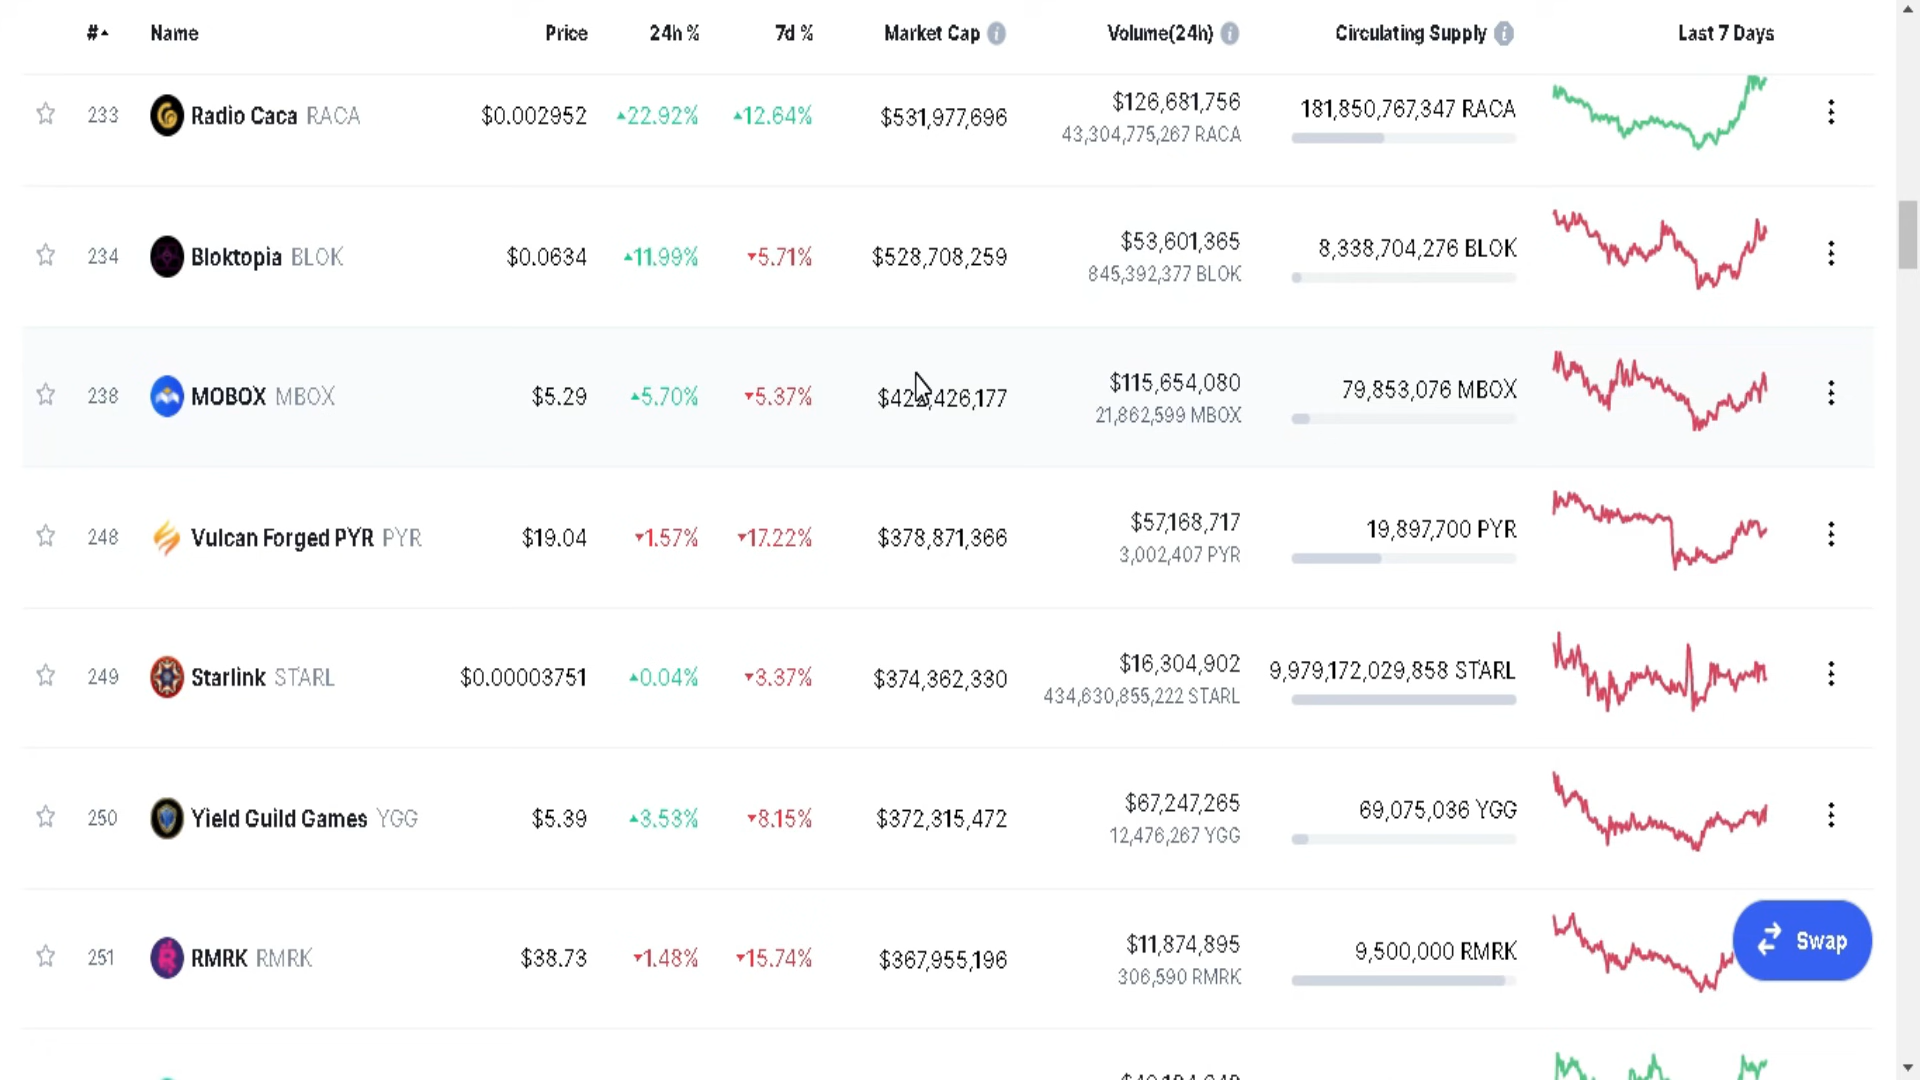 #▲ Name Price 24h % 7d % Market Cap Volume(24h) Circulating Supply Last 7 Days
233 Radio Caca RACA $0.002952 ▲22.92% ▲12.64% $531,977,696 $126,681,756 181,850,767,347 RACA
43,304,775,267 RACA
234 Bloktopia BLOK $0.0634 ▲11.99% ▼5.71% $528,708,259 $53,601,365 8,338,704,276 BLOK
845,392,377 BLOK
238 MOBOX MBOX $5.29 ▲5.70% ▼5.37% $115,654,080 79,853,076 MBOX
21,862,599 MBOX
248 Vulcan Forged PYR PYR $19.04 ▼1.57% ▼17.22% $378,871,366 $57,168,717 19,897,700 PYR
3,002,407 PYR
249 Starlink STARL $0.00003751 ▲0.04% ▼3.37% $374,362,330 $16,304,902 9,979,172,029,858 STARL
434,630,855,222 STARL
250 Yield Guild Games YGG $5.39 ▲3.53% ▼8.15% $372,315,472 $67,247,265 69,075,036 YGG
12,476,267 YGG
251 RMRK RMRK $38.73 ▼1.48% ▼15.74% $367,955,196 $11,874,895 9,500,000 RMRK
306,590 RMRK
Swap